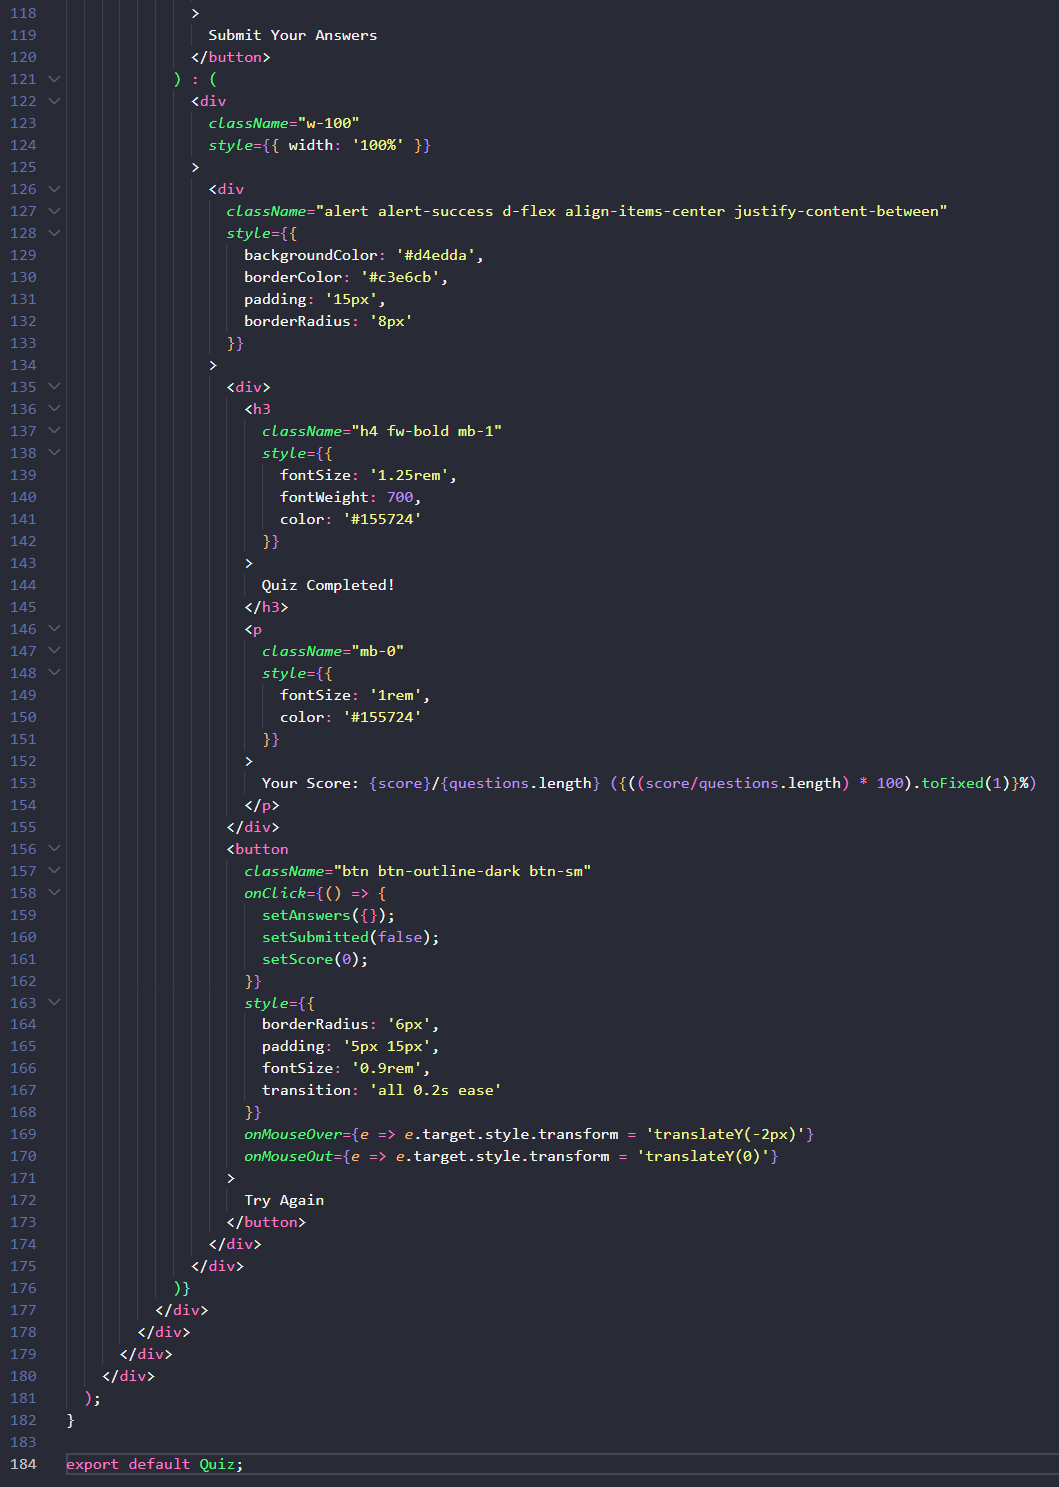 118 >
119 Submit Your Answers
120 </button>
121 ) : (
122 <div
123 className="w-100"
124 style={{ width: '100%' }}
125 >
126 <div
127 className="alert alert-success d-flex align-items-center justify-content-between"
128 style={{
129 backgroundColor: '#d4edda',
130 borderColor: '#c3e6cb',
131 padding: '15px',
132 borderRadius: '8px'
133 }}
134 >
135 <div>
136 <h3
137 className="h4 fw-bold mb-1"
138 style={{
139 fontSize: '1.25rem',
140 fontWeight: 700,
141 color: '#155724'
142 }}
143 >
144 Quiz Completed!
145 </h3>
146 <p
147 className="mb-0"
148 style={{
149 fontSize: '1rem',
150 color: '#155724'
151 }}
152 >
153 Your Score: {score}/{questions.length} ({((score/questions.length) * 100).toFixed(1)}%)
154 </p>
155 </div>
156 <button
157 className="btn btn-outline-dark btn-sm"
158 onClick={() => {
159 setAnswers({});
160 setSubmitted(false);
161 setScore(0);
162 }}
163 style={{
164 borderRadius: '6px',
165 padding: '5px 15px',
166 fontSize: '0.9rem',
167 transition: 'all 0.2s ease'
168 }}
169 onMouseOver={e => e.target.style.transform = 'translateY(-2px)'}
170 onMouseOut={e => e.target.style.transform = 'translateY(0)'}
171 >
172 Try Again
173 </button>
174 </div>
175 </div>
176 )}
177 </div>
178 </div>
179 </div>
180 </div>
181 );
182 }
183
184 export default Quiz;